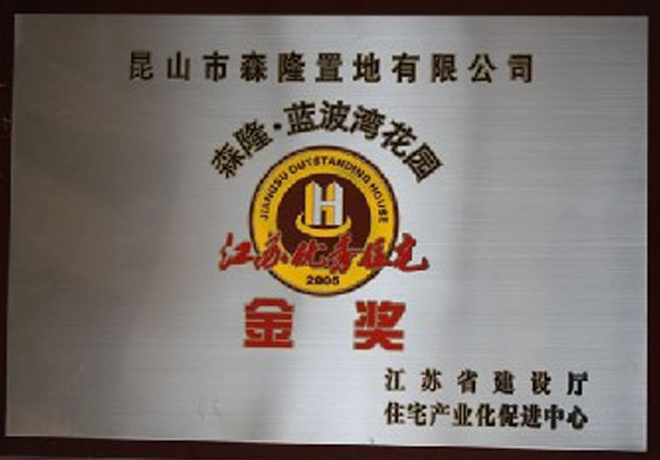 昆山市森隆置地有限公司
森隆·蓝波湾花园
JIANGSU OUTSTANDING HOUSE
H
江苏优秀住宅
2005
金奖
江苏省建设厅
住宅产业化促进中心